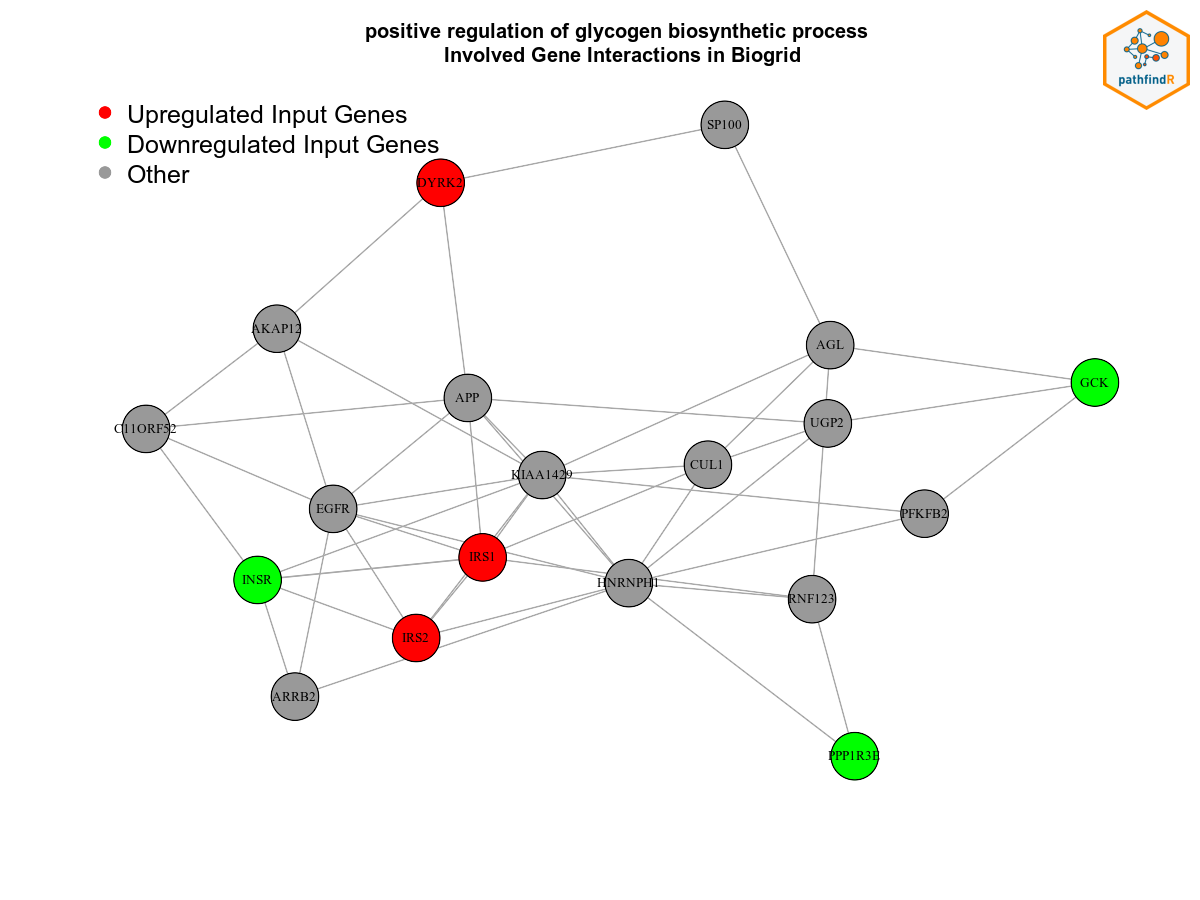 positive regulation of glycogen biosynthetic process
Involved Gene Interactions in Biogrid
pathfindR
Upregulated Input Genes
Downregulated Input Genes
Other
SP100
DYRK2
AKAP12
AGL
GCK
APP
C11ORF52
UGP2
CUL1
KIAA1429
EGFR
PFKFB2
IRS1
INSR
HNRNPH1
RNF123
IRS2
ARRB2
PPP1R3E